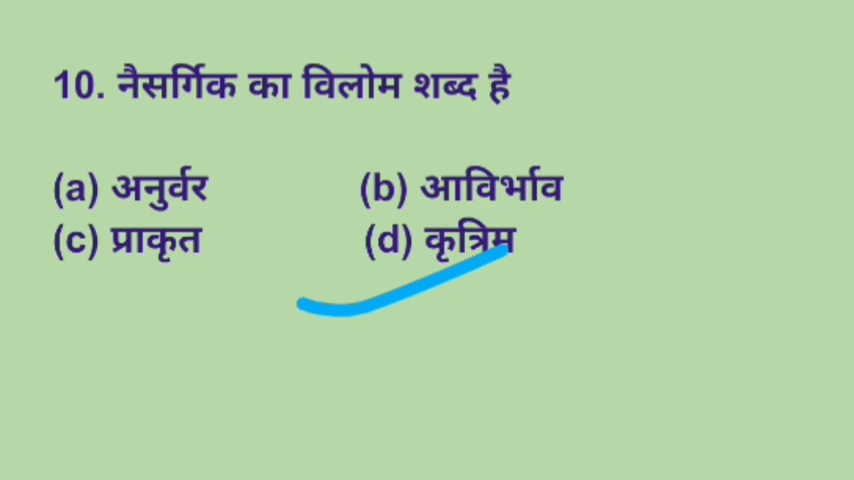 10. नैसर्गिक का विलोम शब्द है
(a) अनुर्वर (b) आविर्भाव
(c) प्राकृत (d) कृत्रिम